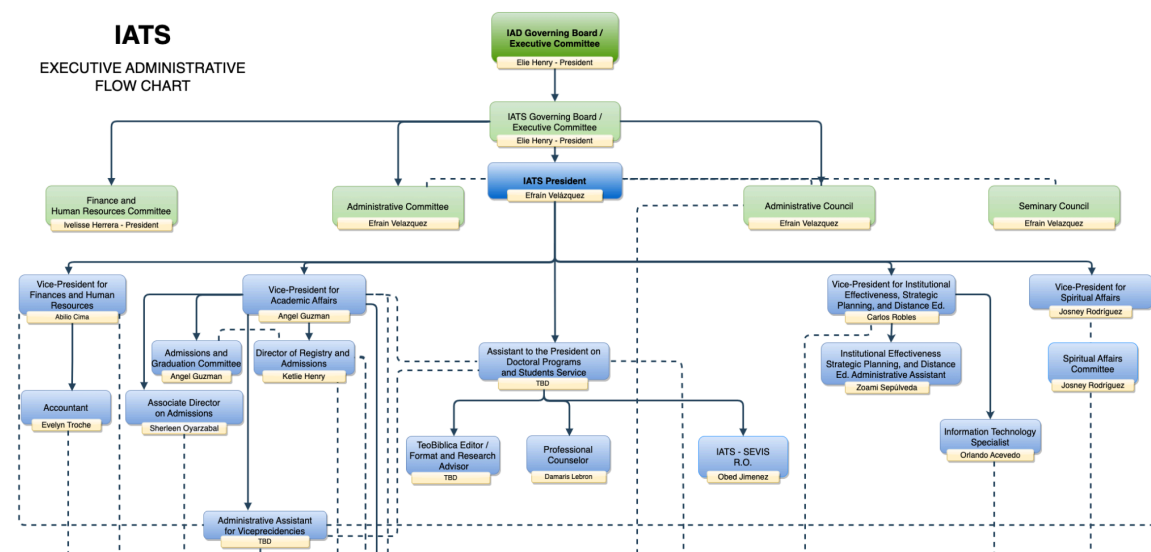 IATS
EXECUTIVE ADMINISTRATIVE
FLOW CHART
IAD Governing Board /
Executive Committee
Elie Henry - President
IATS Governing Board /
Executive Committee
Elie Henry - President
IATS President
Efrain Velázquez
Finance and
Human Resources Committee
Ivelisse Herrera - President
Administrative Committee
Efrain Velazquez
Administrative Council
Efrain Velazquez
Seminary Council
Efrain Velazquez
Vice-President for
Finances and Human
Resources
Abilio Cima
Vice-President for
Academic Affairs
Angel Guzman
Vice-President for Institutional
Effectiveness, Strategic
Planning, and Distance Ed.
Carlos Robles
Vice-President for
Spiritual Affairs
Josney Rodriguez
Admissions and
Graduation Committee
Angel Guzman
Director of Registry and
Admissions
Ketlie Henry
Assistant to the President on
Doctoral Programs
and Students Service
TBD
Institutional Effectiveness
Strategic Planning, and Distance
Ed. Administrative Assistant
Zoami Sepúlveda
Spiritual Affairs
Committee
Josney Rodriguez
Accountant
Evelyn Troche
Associate Director
on Admissions
Sherleen Oyarzabal
TeoBiblica Editor /
Format and Research
Advisor
TBD
Professional
Counselor
Damaris Lebron
IATS - SEVIS
R.O.
Obed Jimenez
Information Technology
Specialist
Orlando Acevedo
Administrative Assistant
for Viceprecidencies
TBD